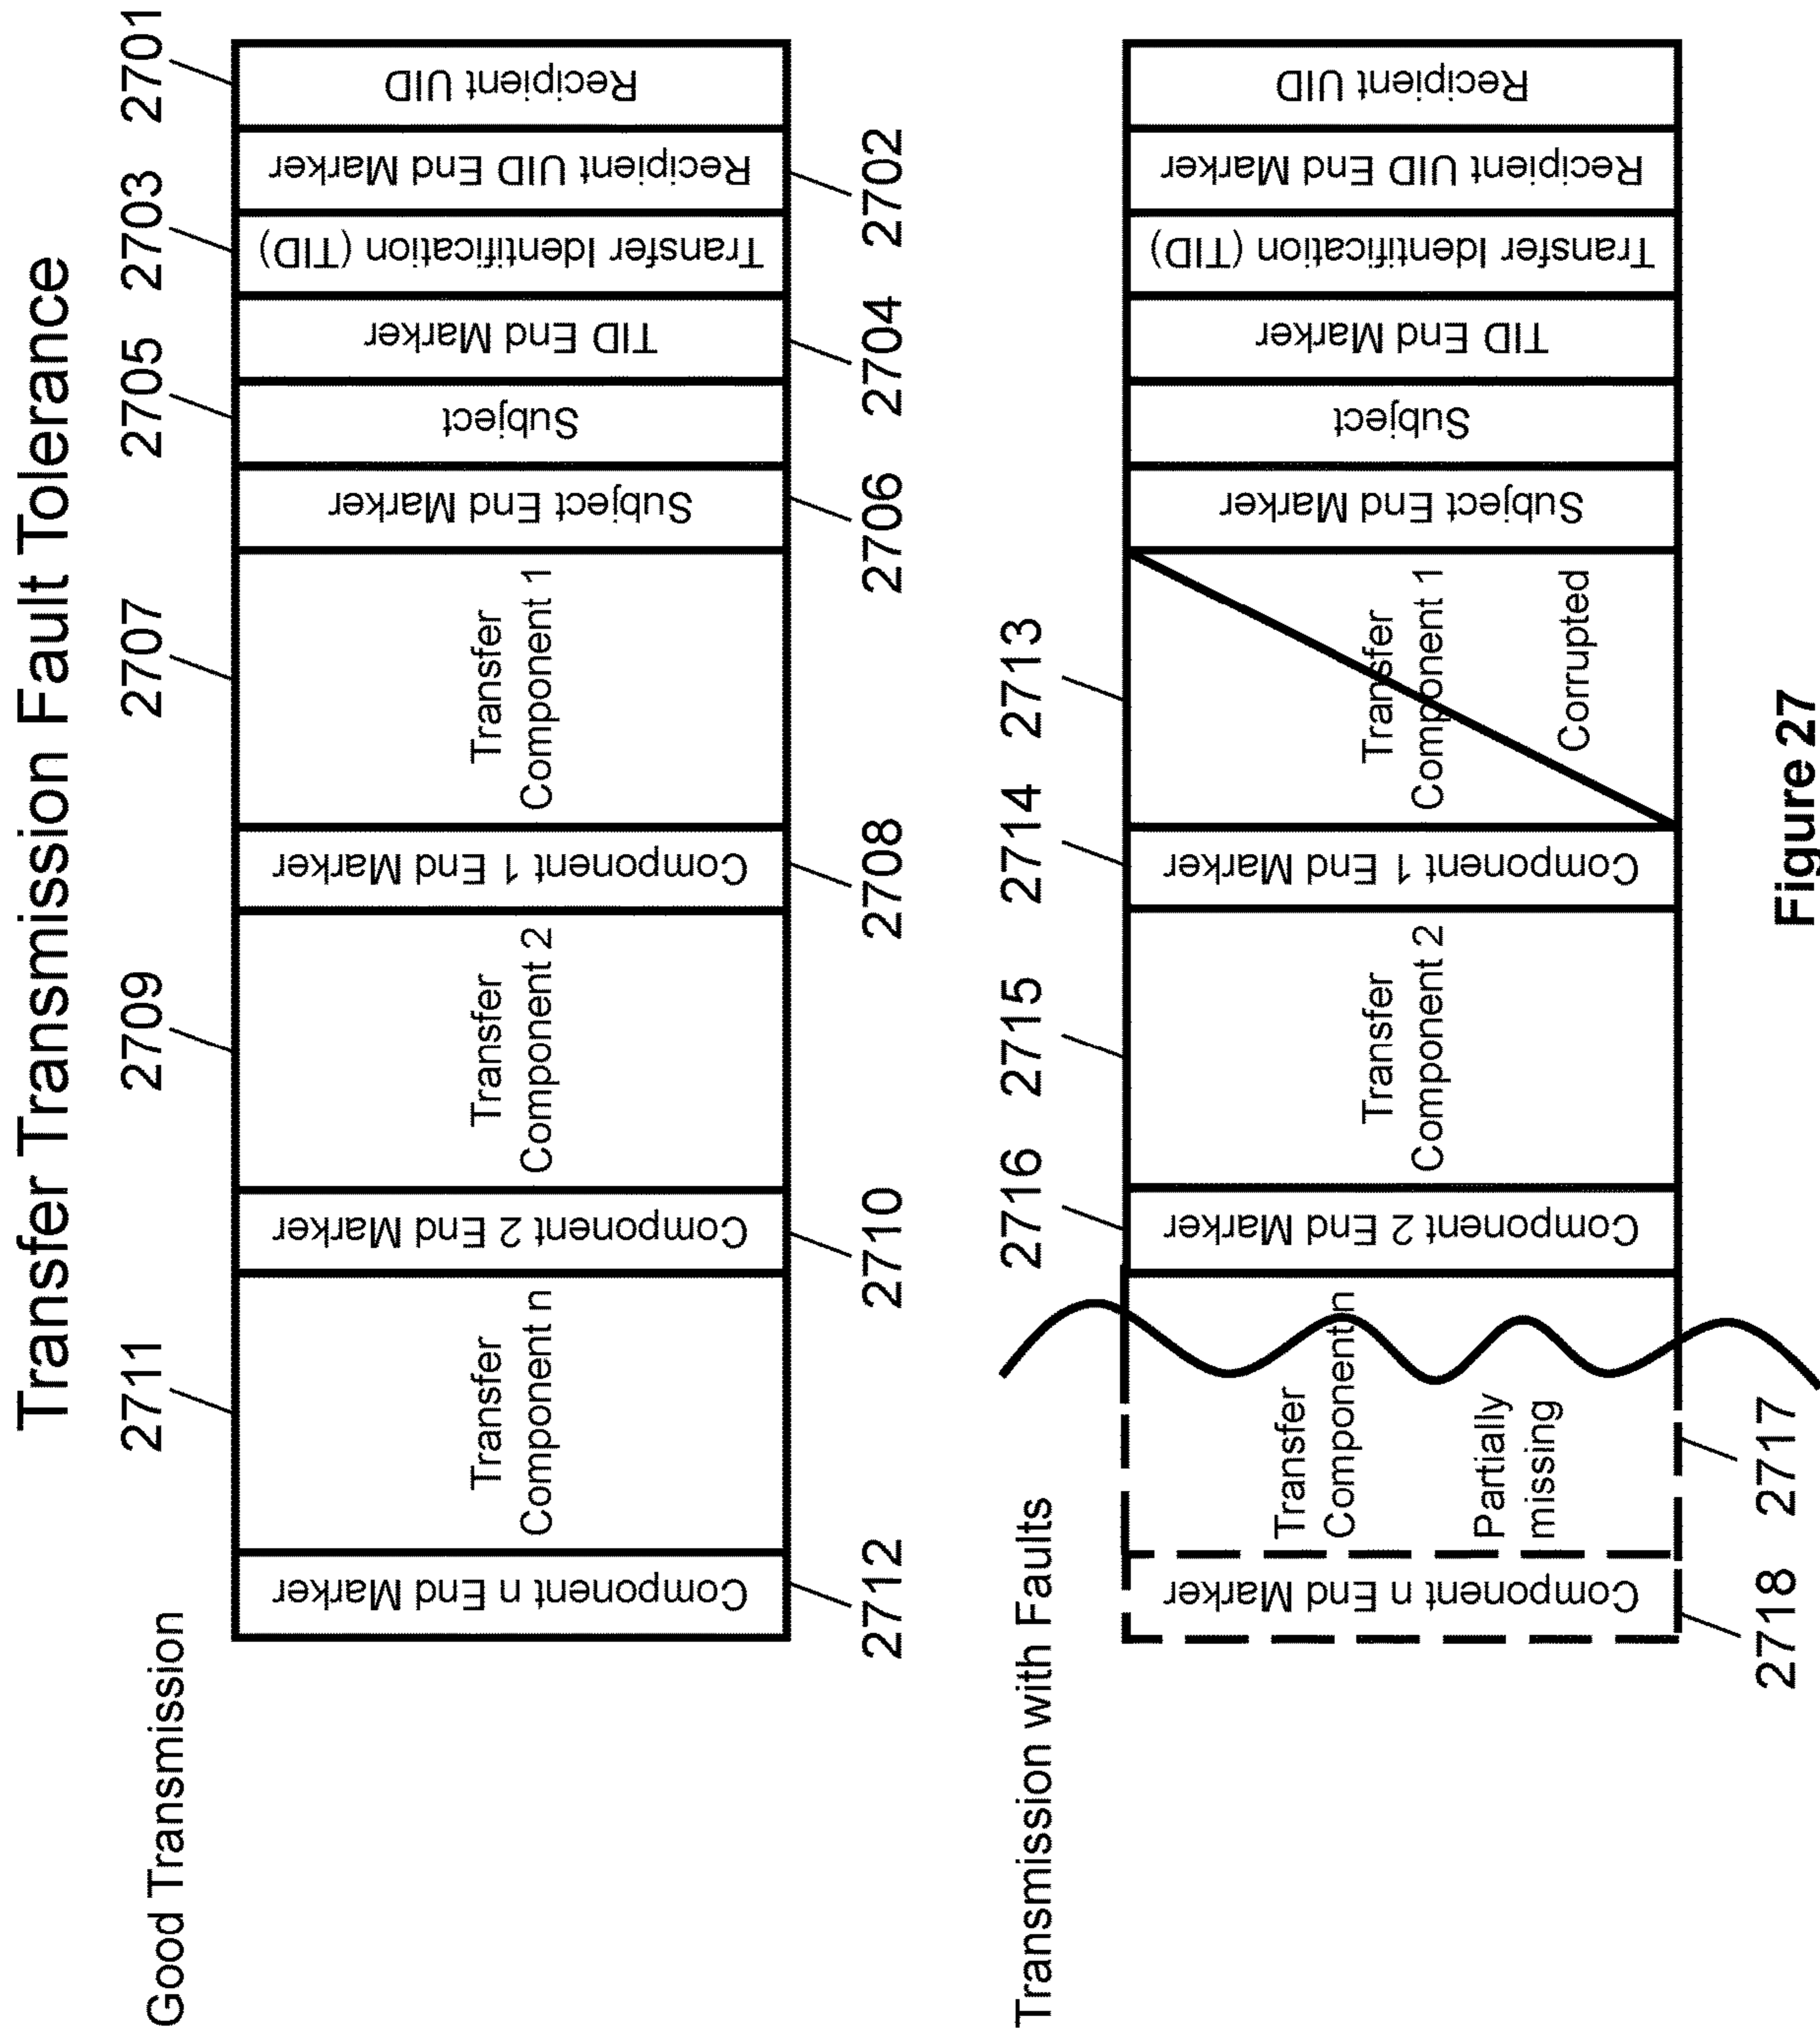 Transfer Transmission Fault Tolerance
Good Transmission
2711
2709
2707
2705
2703
2701
Component n End Marker
Transfer
Component n
Component 2 End Marker
Transfer
Component 2
Component 1 End Marker
Transfer
Component 1
Subject End Marker
Subject
TID End Marker
Transfer Identification (TID)
Recipient UID End Marker
Recipient UID
2712
2710
2708
2706
2704
2702
Transmission with Faults
2716
2715
2714
2713
Component n End Marker
Transfer
Component n
Partially
missing
Component 2 End Marker
Transfer
Component 2
Component 1 End Marker
Transfer
Component 1
Corrupted
Subject End Marker
Subject
TID End Marker
Transfer Identification (TID)
Recipient UID End Marker
Recipient UID
2718
2717
Figure 27